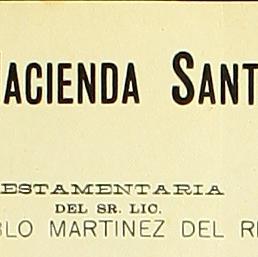 ACIENDA SANT
ESTAMENTARIA
DEL SR. LIC.
BLO MARTINEZ DEL R